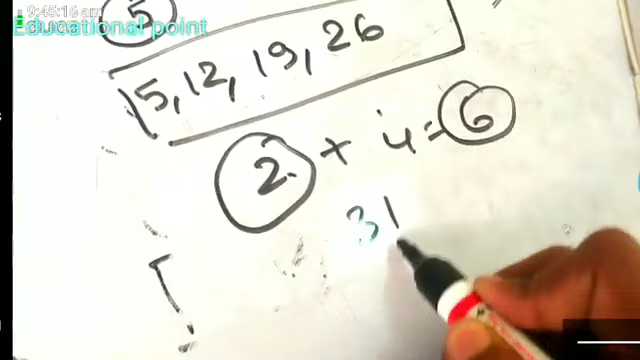 9:45:16 am
Educational point
5
5, 12, 19, 26
2 + 4 = 6
31